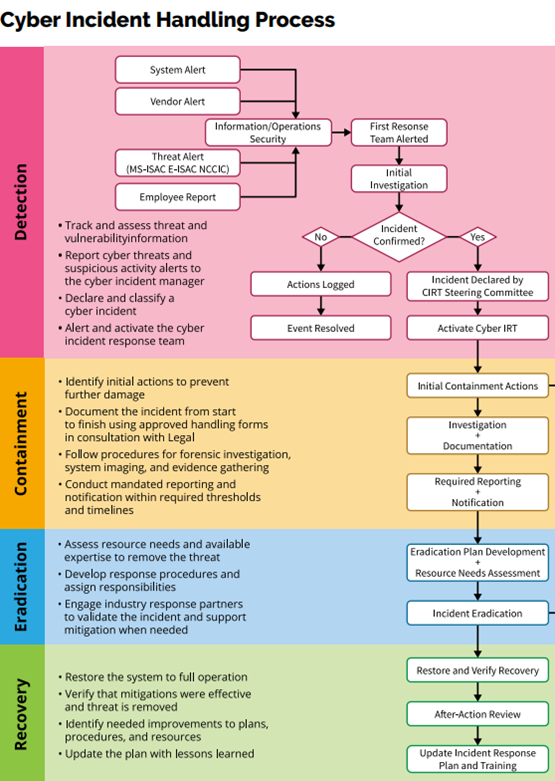 Cyber Incident Handling Process
Detection
System Alert
Vendor Alert
Information/Operations
Security
First Resonse
Team Alerted
Threat Alert
(MS-ISAC E-ISAC NCCIC)
Initial
Investigation
Employee Report
• Track and assess threat and
vulnerabilityinformation
• Report cyber threats and
suspicious activity alerts to
the cyber incident manager
• Declare and classify a
cyber incident
• Alert and activate the cyber
incident response team
No
Incident
Confirmed?
Yes
Actions Logged
Incident Declared by
CIRT Steering Committee
Event Resolved
Activate Cyber IRT
Containment
• Identify initial actions to prevent
further damage
• Document the incident from start
to finish using approved handling forms
in consultation with Legal
• Follow procedures for forensic investigation,
system imaging, and evidence gathering
• Conduct mandated reporting and
notification within required thresholds
and timelines
Initial Containment Actions
Investigation
+
Documentation
Required Reporting
+
Notification
Eradication
• Assess resource needs and available
expertise to remove the threat
• Develop response procedures and
assign responsibilities
• Engage industry response partners
to validate the incident and support
mitigation when needed
Eradication Plan Development
+
Resource Needs Assessment
Incident Eradication
Recovery
• Restore the system to full operation
• Verify that mitigations were effective
and threat is removed
• Identify needed improvements to plans,
procedures, and resources
• Update the plan with lessons learned
Restore and Verify Recovery
After-Action Review
Update Incident Response
Plan and Training